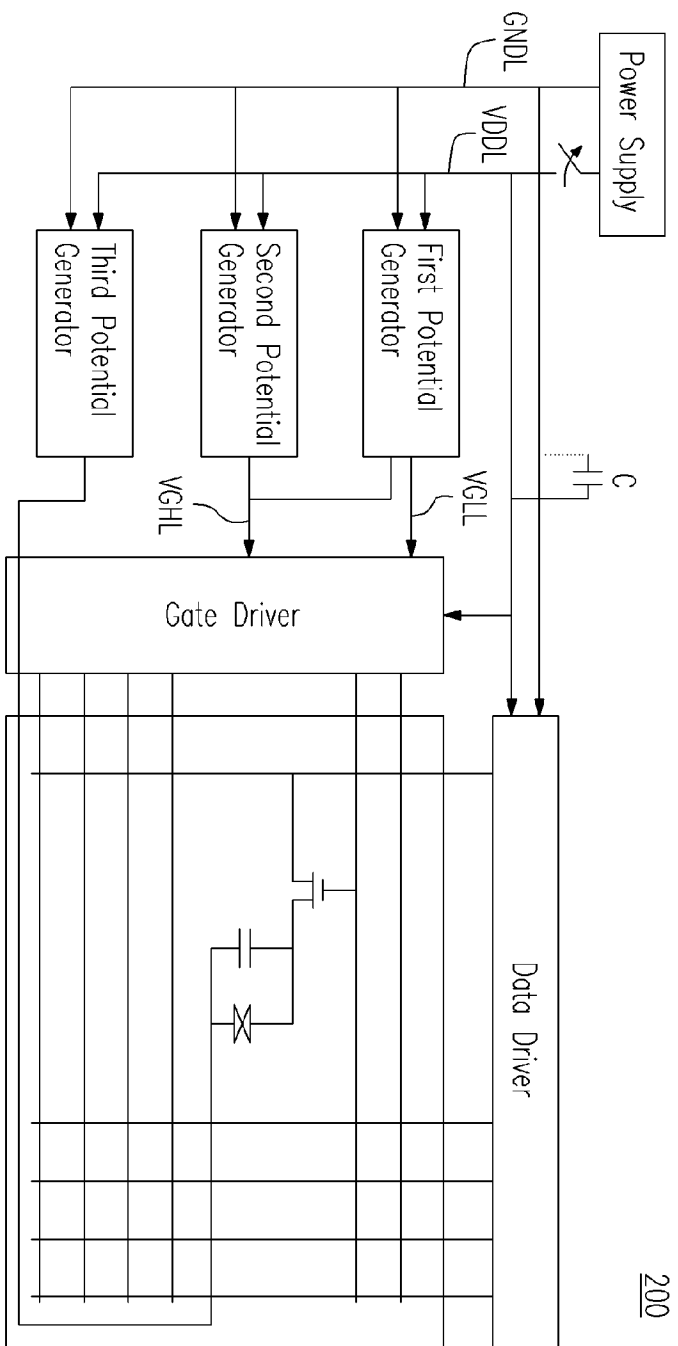 200
Power Supply
GNDL
VDDL
C
First Potential
Generator
Second Potential
Generator
Third Potential
Generator
VGLL
VGHL
Gate Driver
Data Driver